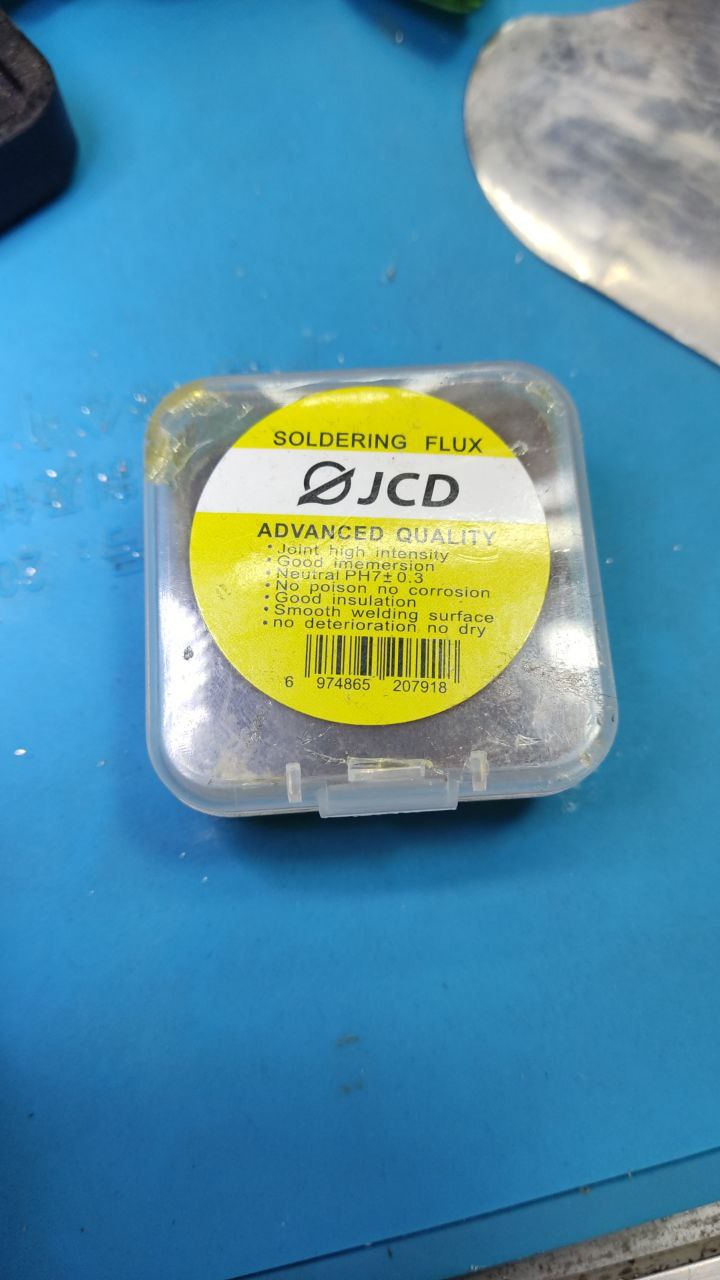 SOLDERING FLUX
JCD
ADVANCED QUALITY
• Joint high intensity
• Good imemersion
• Neutral PH7±0.3
• No poison no corrosion
• Good insulation
• Smooth welding surface
• no deterioration no dry
6 974865 207918